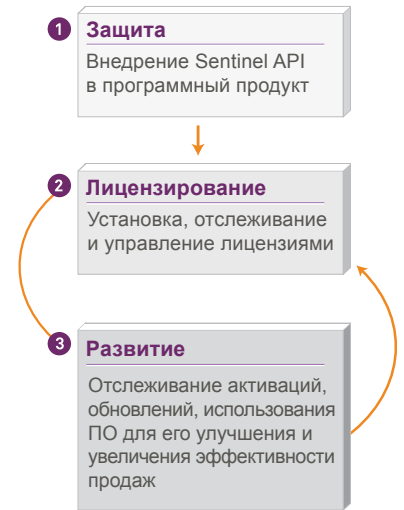 1 Защита
Внедрение Sentinel API
в программный продукт
2 Лицензирование
Установка, отслеживание
и управление лицензиями
3 Развитие
Отслеживание активаций,
обновлений, использования
ПО для его улучшения и
увеличения эффективности
продаж